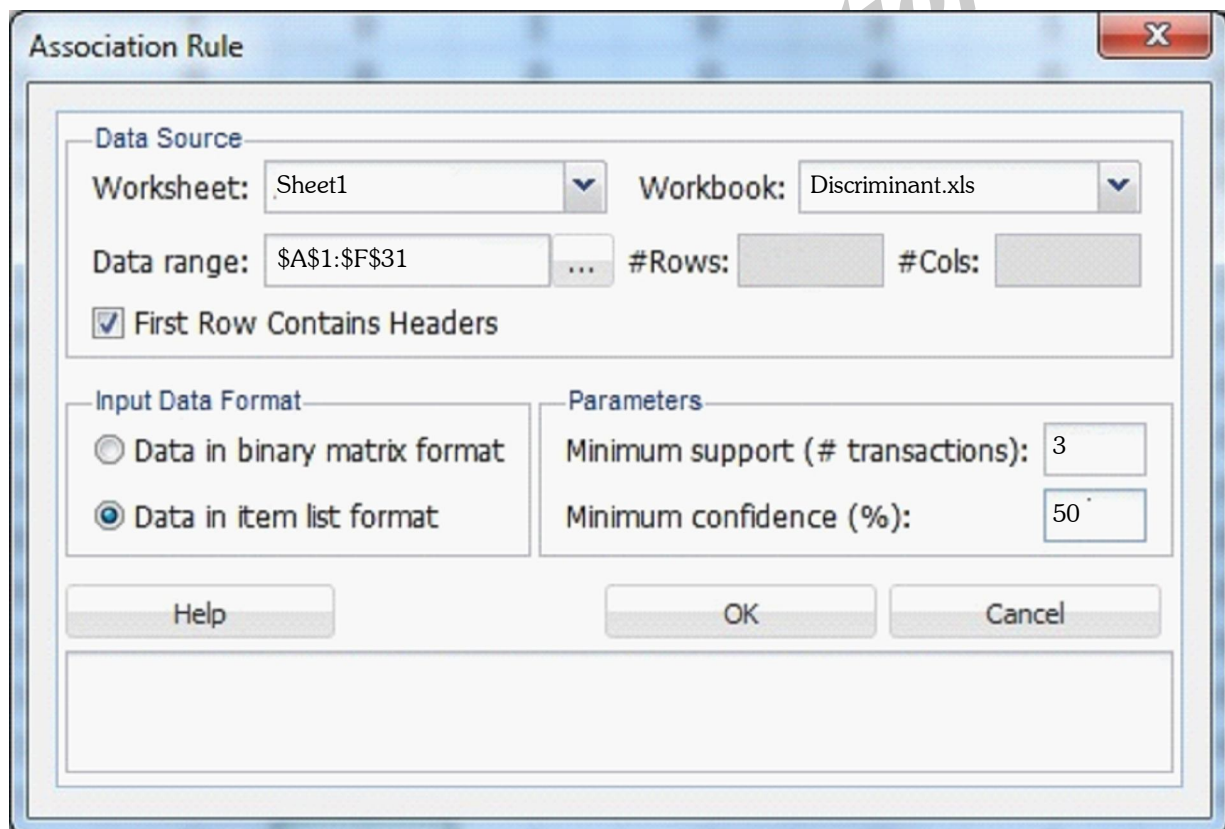 Association Rule
Data Source
Worksheet: Sheet1 Workbook: Discriminant.xls
Data range: $A$1:$F$31 ... #Rows: #Cols:
First Row Contains Headers
Input Data Format Parameters
Data in binary matrix format Minimum support (# transactions): 3
Data in item list format Minimum confidence (%): 50
Help OK Cancel